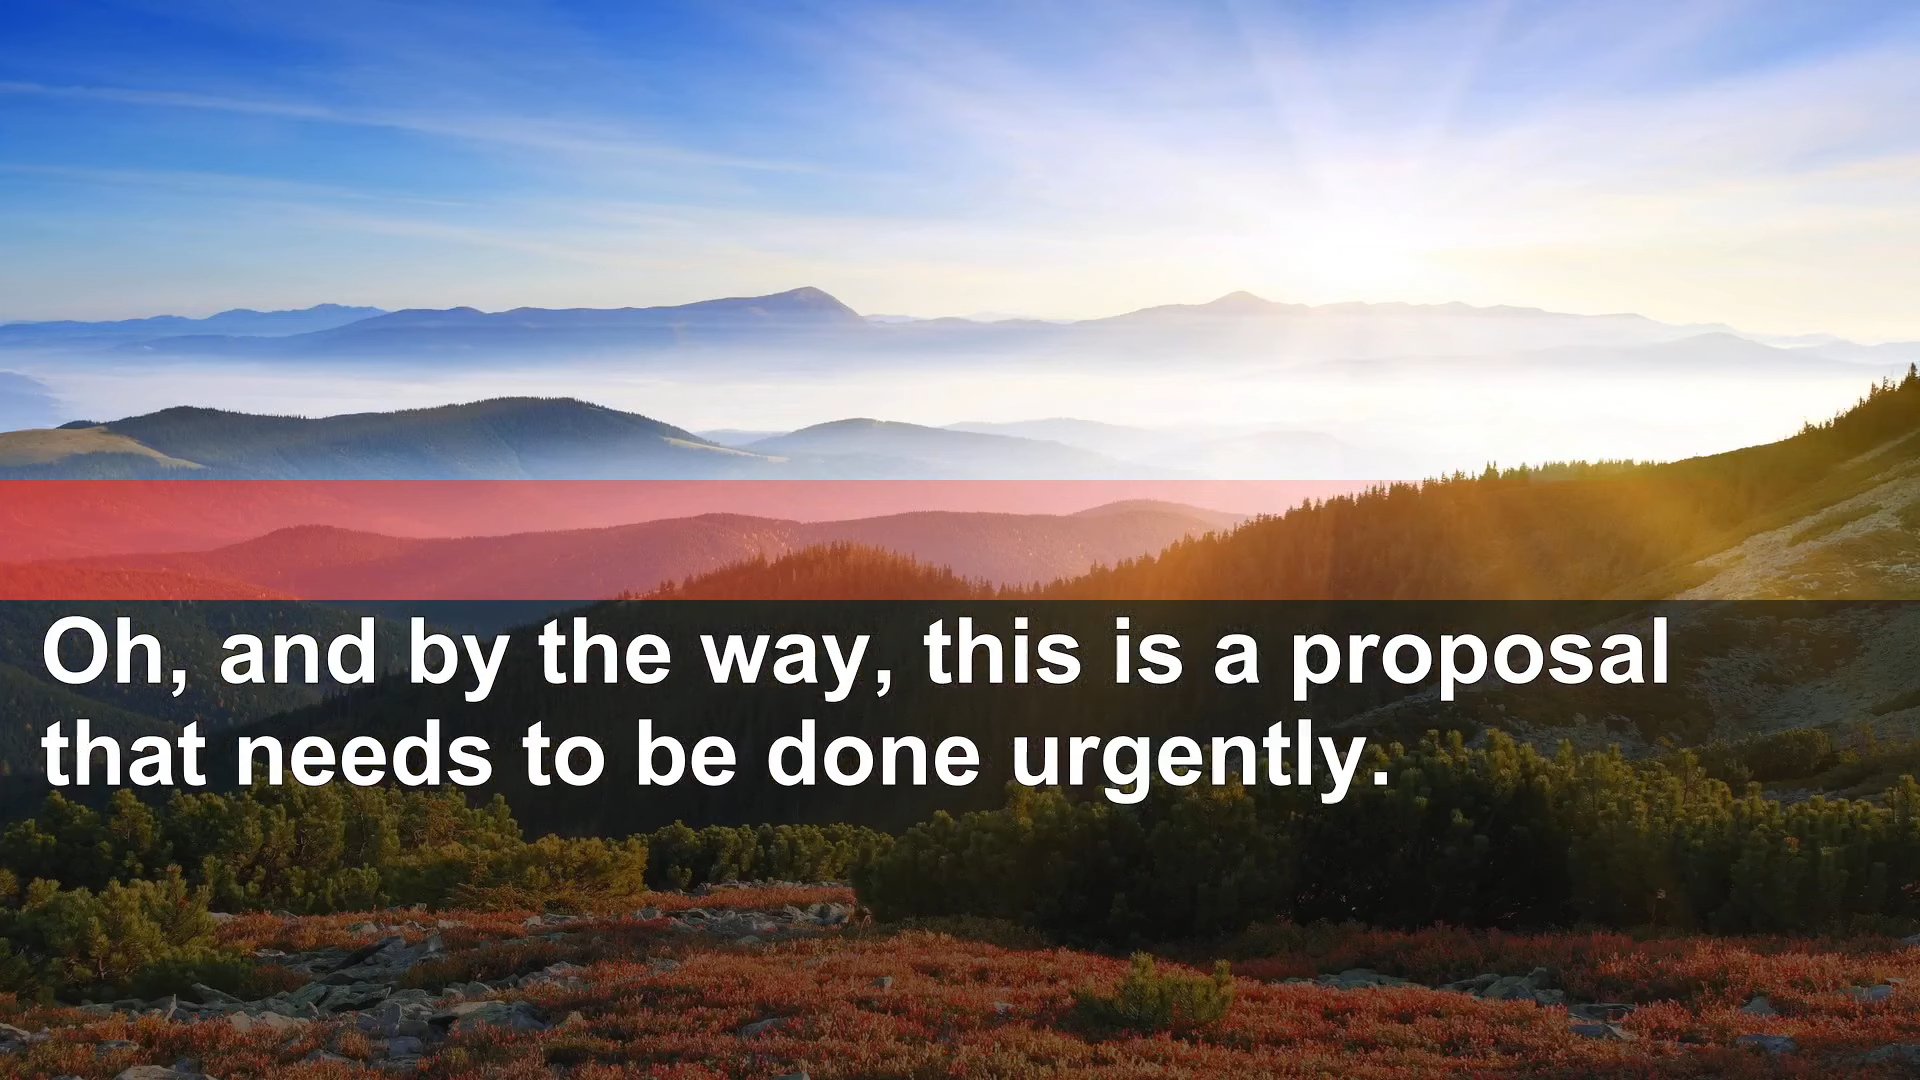 Oh, and by the way, this is a proposal
that needs to be done urgently.